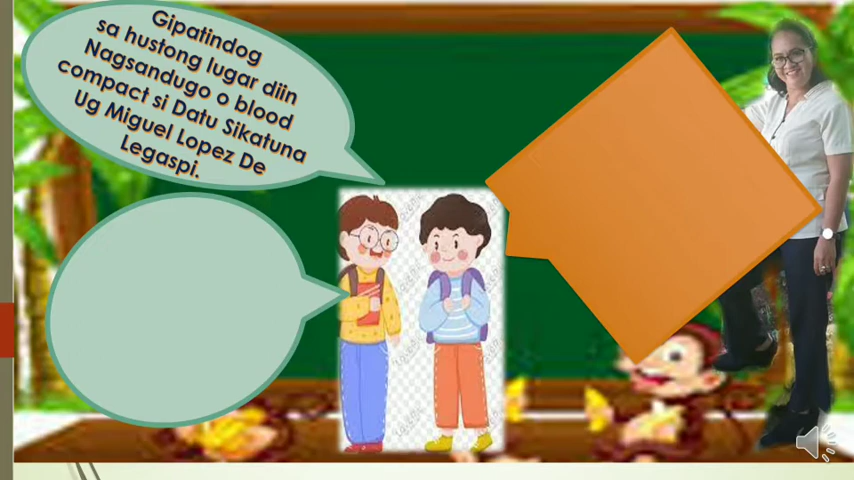 Gipatindog
sa hustong lugar diin
Nagsandugo o blood
compact si Datu Sikatuna
Ug Miguel Lopez De
Legaspi.